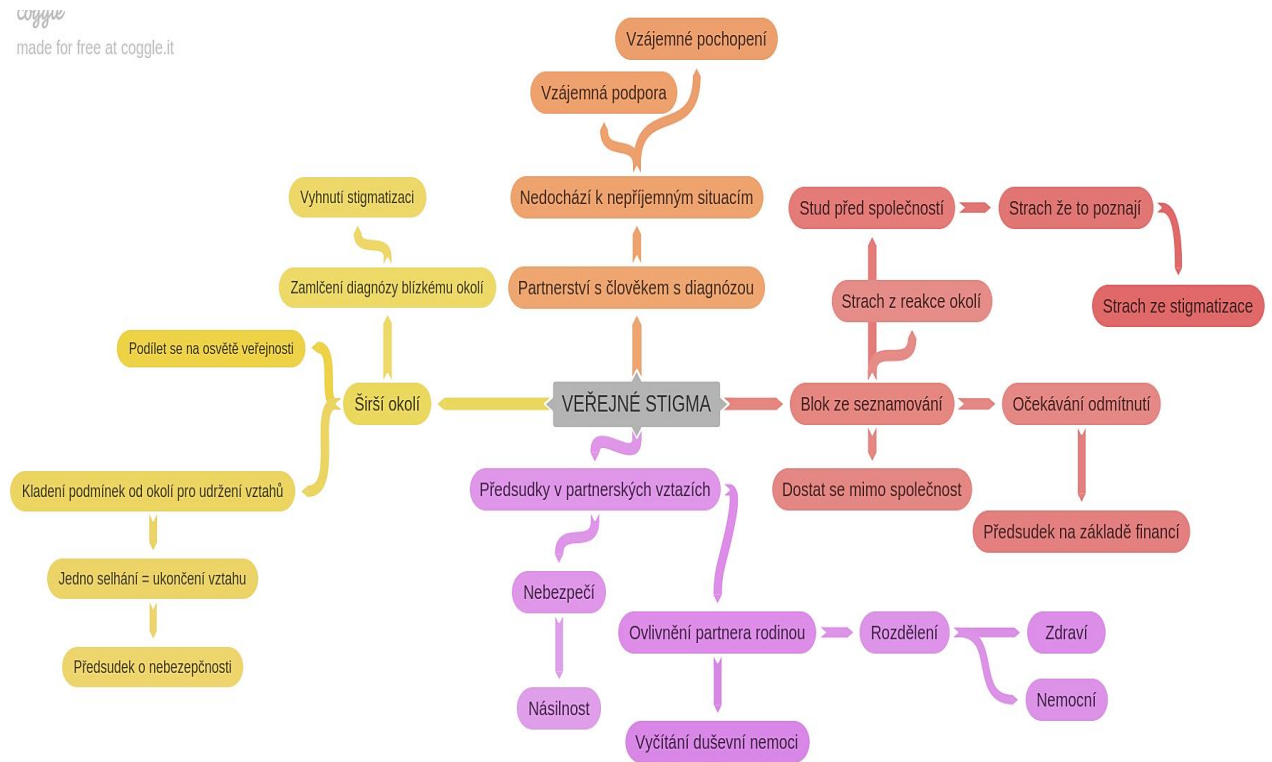 coggle
made for free at coggle.it
Vzájemné pochopení
Vzájemná podpora
Nedochází k nepříjemným situacím
Partnerství s člověkem s diagnózou
Vyhnutí stigmatizaci
Zamlčení diagnózy blízkému okolí
Podílet se na osvětě veřejnosti
Širší okolí
Kladení podmínek od okolí pro udržení vztahů
Jedno selhání = ukončení vztahu
Předsudek o nebezepčnosti
VEŘEJNÉ STIGMA
Stud před společností
Strach že to poznají
Strach ze stigmatizace
Strach z reakce okolí
Blok ze seznamování
Očekávání odmítnutí
Dostat se mimo společnost
Předsudek na základě financí
Předsudky v partnerských vztazích
Nebezpečí
Násilnost
Ovlivnění partnera rodinou
Rozdělení
Zdraví
Nemocní
Vyčítání duševní nemoci